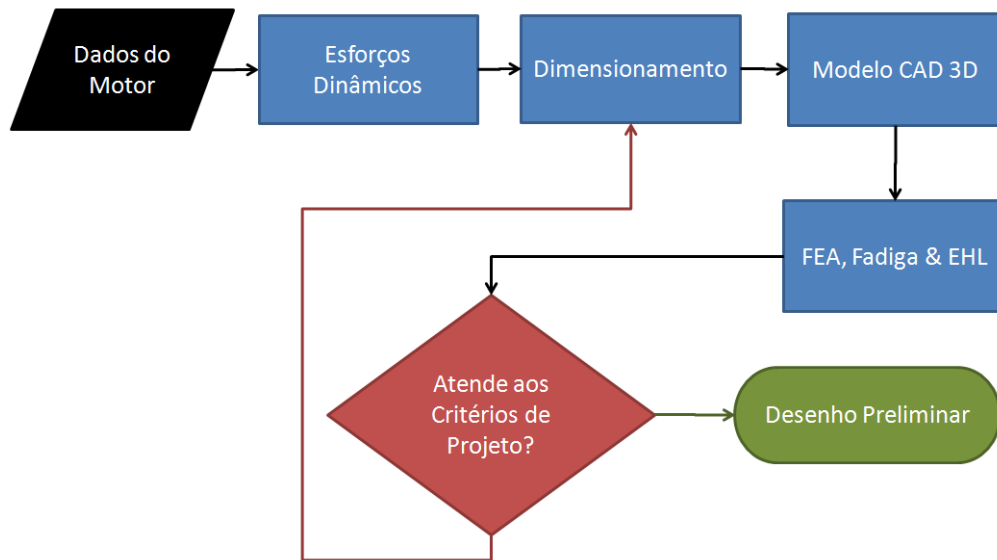 Dados do
Motor
Esforços
Dinâmicos
Dimensionamento
Modelo CAD 3D
FEA, Fadiga & EHL
Atende aos
Critérios de
Projeto?
Desenho Preliminar